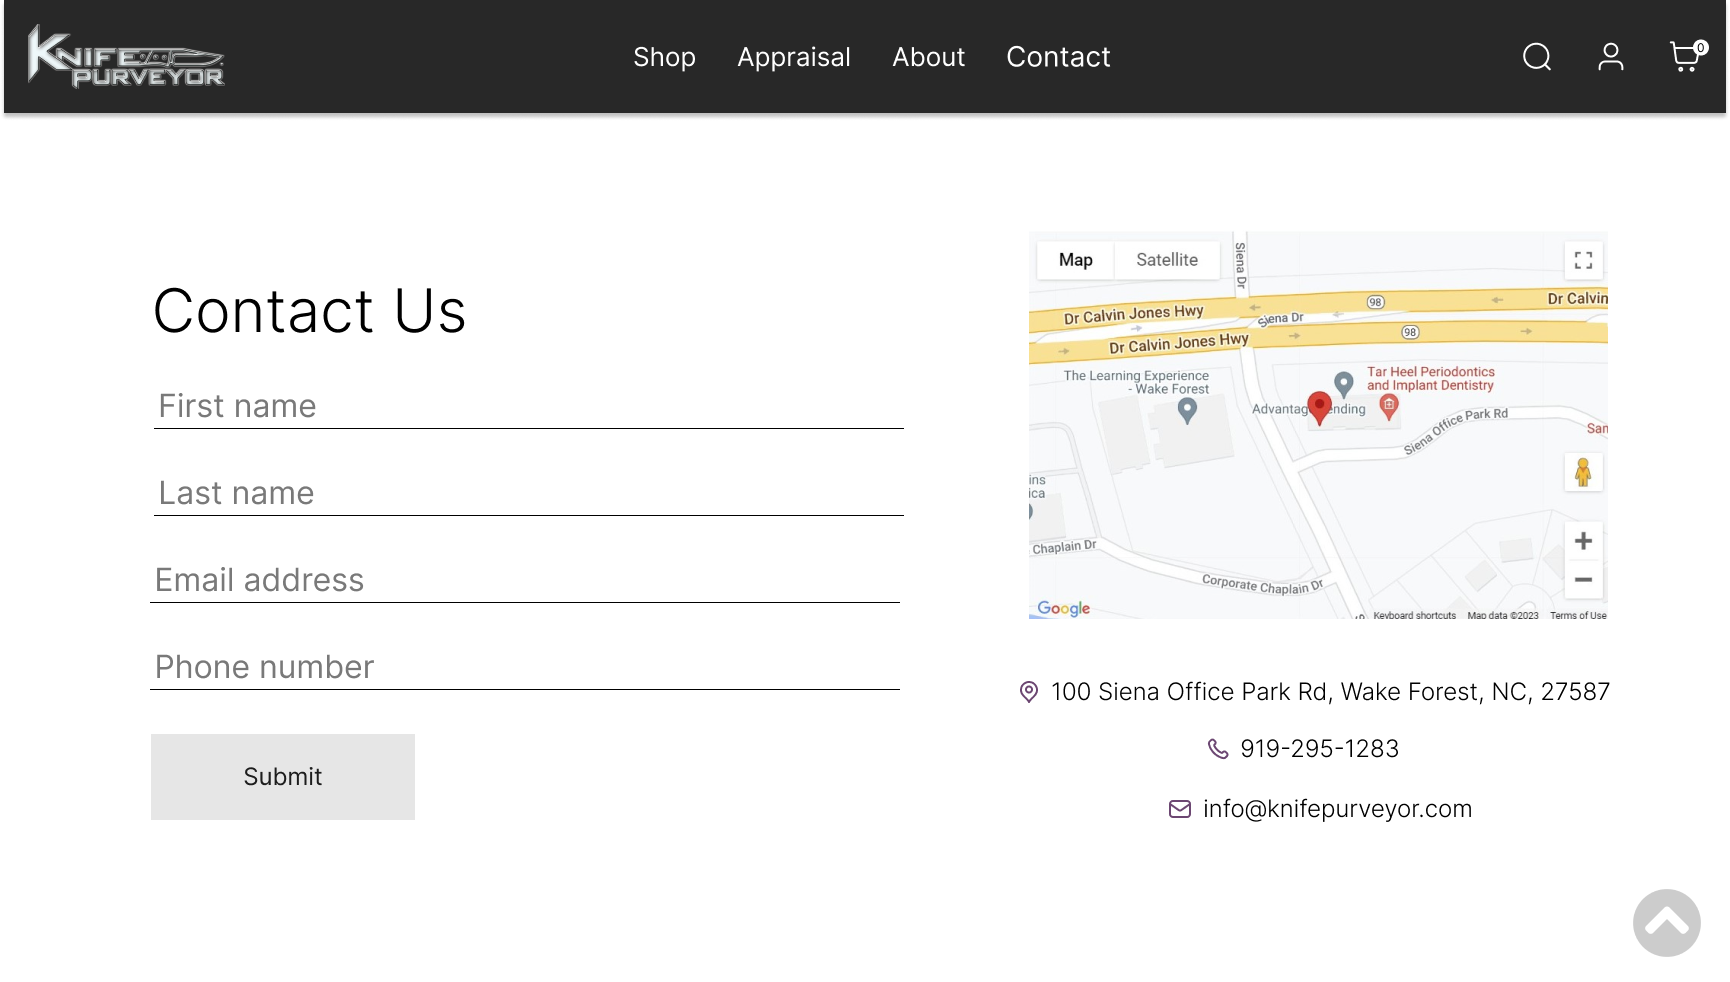 KNIFE
PURVEYOR
Shop Appraisal About Contact
0
Contact Us
First name
Last name
Email address
Phone number
Submit
Map Satellite
Siena Dr
98
Dr Calvin
Dr Calvin Jones Hwy
Siena Dr
98
Dr Calvin Jones Hwy
The Learning Experience
- Wake Forest
Tar Heel Periodontics
and Implant Dentistry
Siena Office Park Rd
San
ins
ica
Chaplain Dr
Corporate Chaplain Dr
Google
Keyboard shortcuts Map data ©2023 Terms of Use
100 Siena Office Park Rd, Wake Forest, NC, 27587
919-295-1283
info@knifepurveyor.com